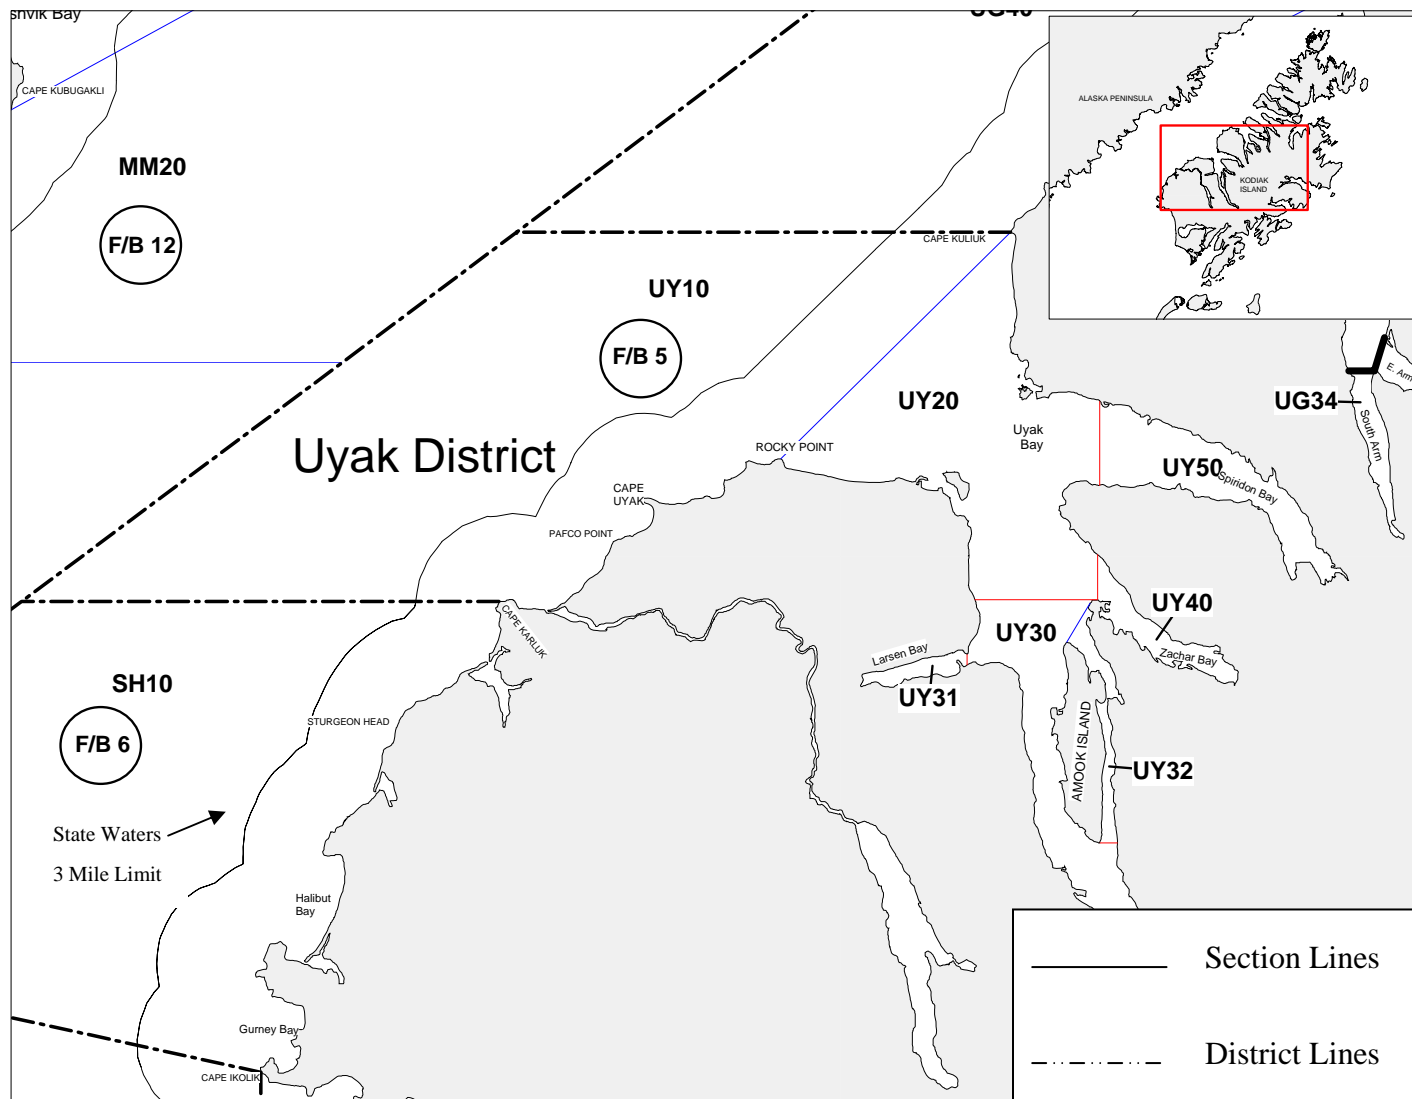 shvik Bay
UG40
CAPE KUBUGAKLI
ALASKA PENINSULA
KODIAK
ISLAND
MM20
F/B 12
CAPE KULIUK
UY10
F/B 5
E. Arm
UG34
South Arm
UY20
Uyak
Bay
ROCKY POINT
Uyak District
UY50
Spiridon Bay
CAPE
UYAK
PAFCO POINT
CAPE KARLUK
UY40
UY30
Larsen Bay
Zachar Bay
UY31
SH10
STURGEON HEAD
F/B 6
AMOOK ISLAND
UY32
State Waters
3 Mile Limit
Halibut
Bay
Section Lines
Gurney Bay
District Lines
CAPE IKOLIK